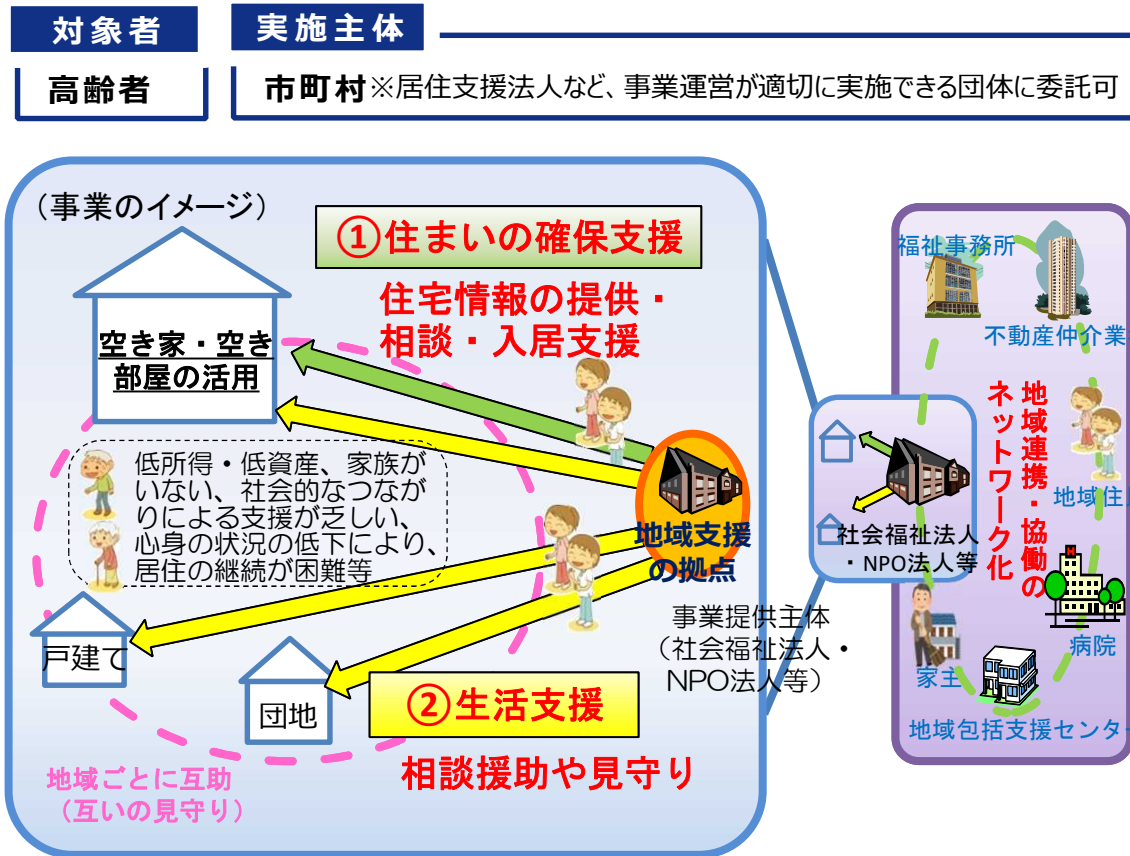 対象者
実施主体
高齢者
市町村※居住支援法人など、事業運営が適切に実施できる団体に委託可
（事業のイメージ）
①住まいの確保支援
住宅情報の提供・
相談・入居支援
空き家・空き
部屋の活用
低所得・低資産、家族が
いない、社会的なつなが
りによる支援が乏しい、
心身の状況の低下により、
居住の継続が困難等
地域支援
の拠点
事業提供主体
（社会福祉法人・
NPO法人等）
戸建て
団地
②生活支援
相談援助や見守り
地域ごとに互助
（互いの見守り）
福祉事務所
不動産仲介業
地域連携・協働の
ネットワーク化
地域住
社会福祉法人
・NPO法人等
H
病院
家主
地域包括支援センター